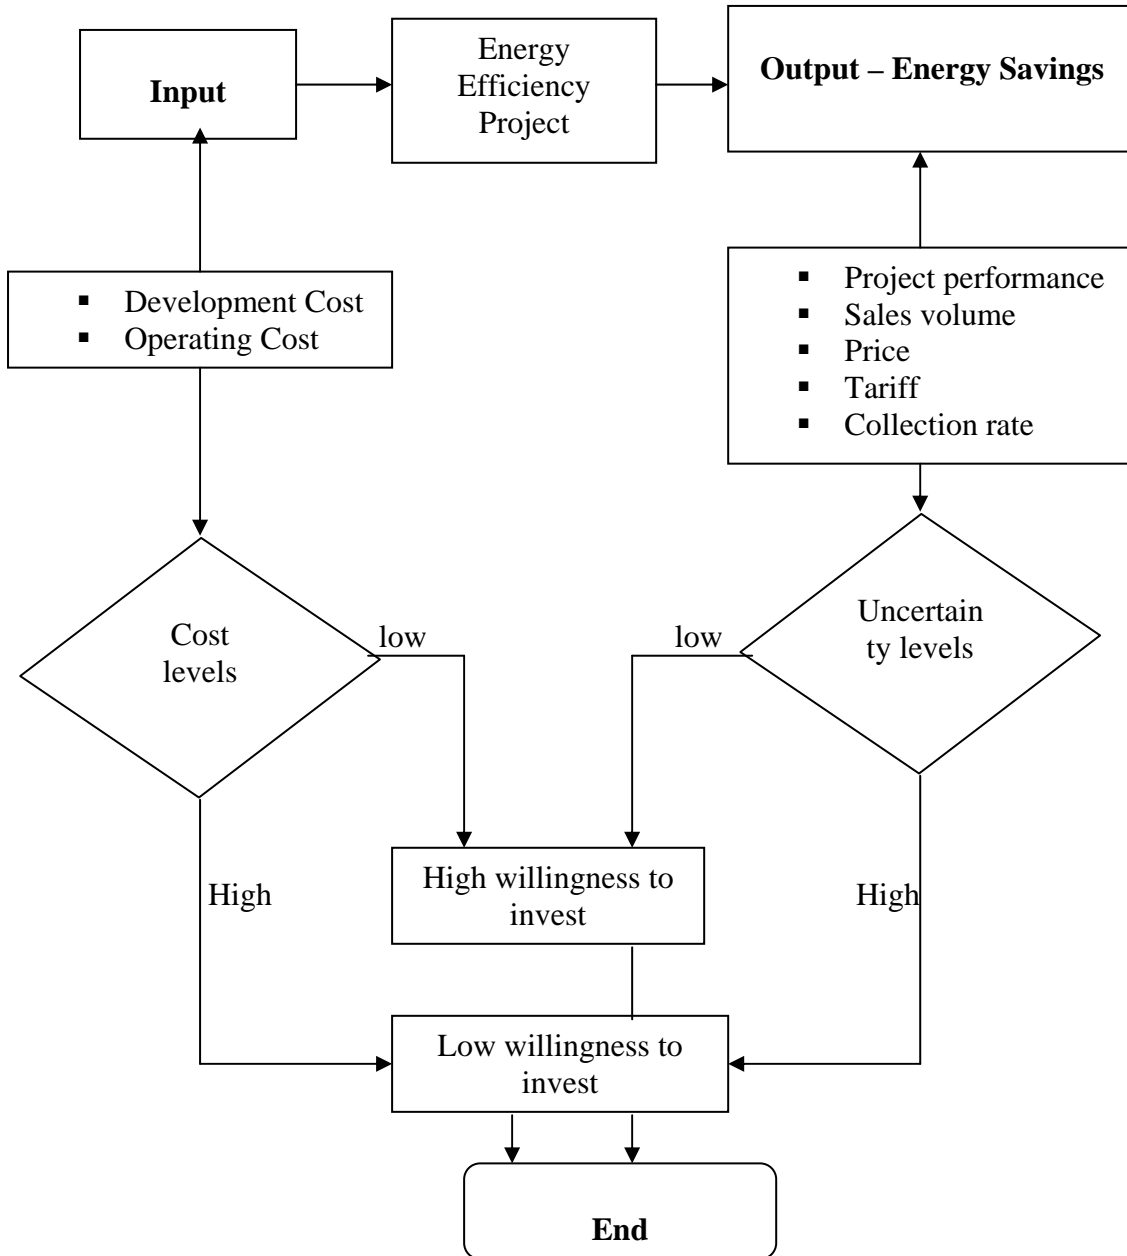 Input
Energy
Efficiency
Project
Output – Energy Savings
▪ Development Cost
▪ Operating Cost
▪ Project performance
▪ Sales volume
▪ Price
▪ Tariff
▪ Collection rate
Cost
levels
low
low
Uncertain
ty levels
High willingness to
invest
High
High
Low willingness to
invest
End